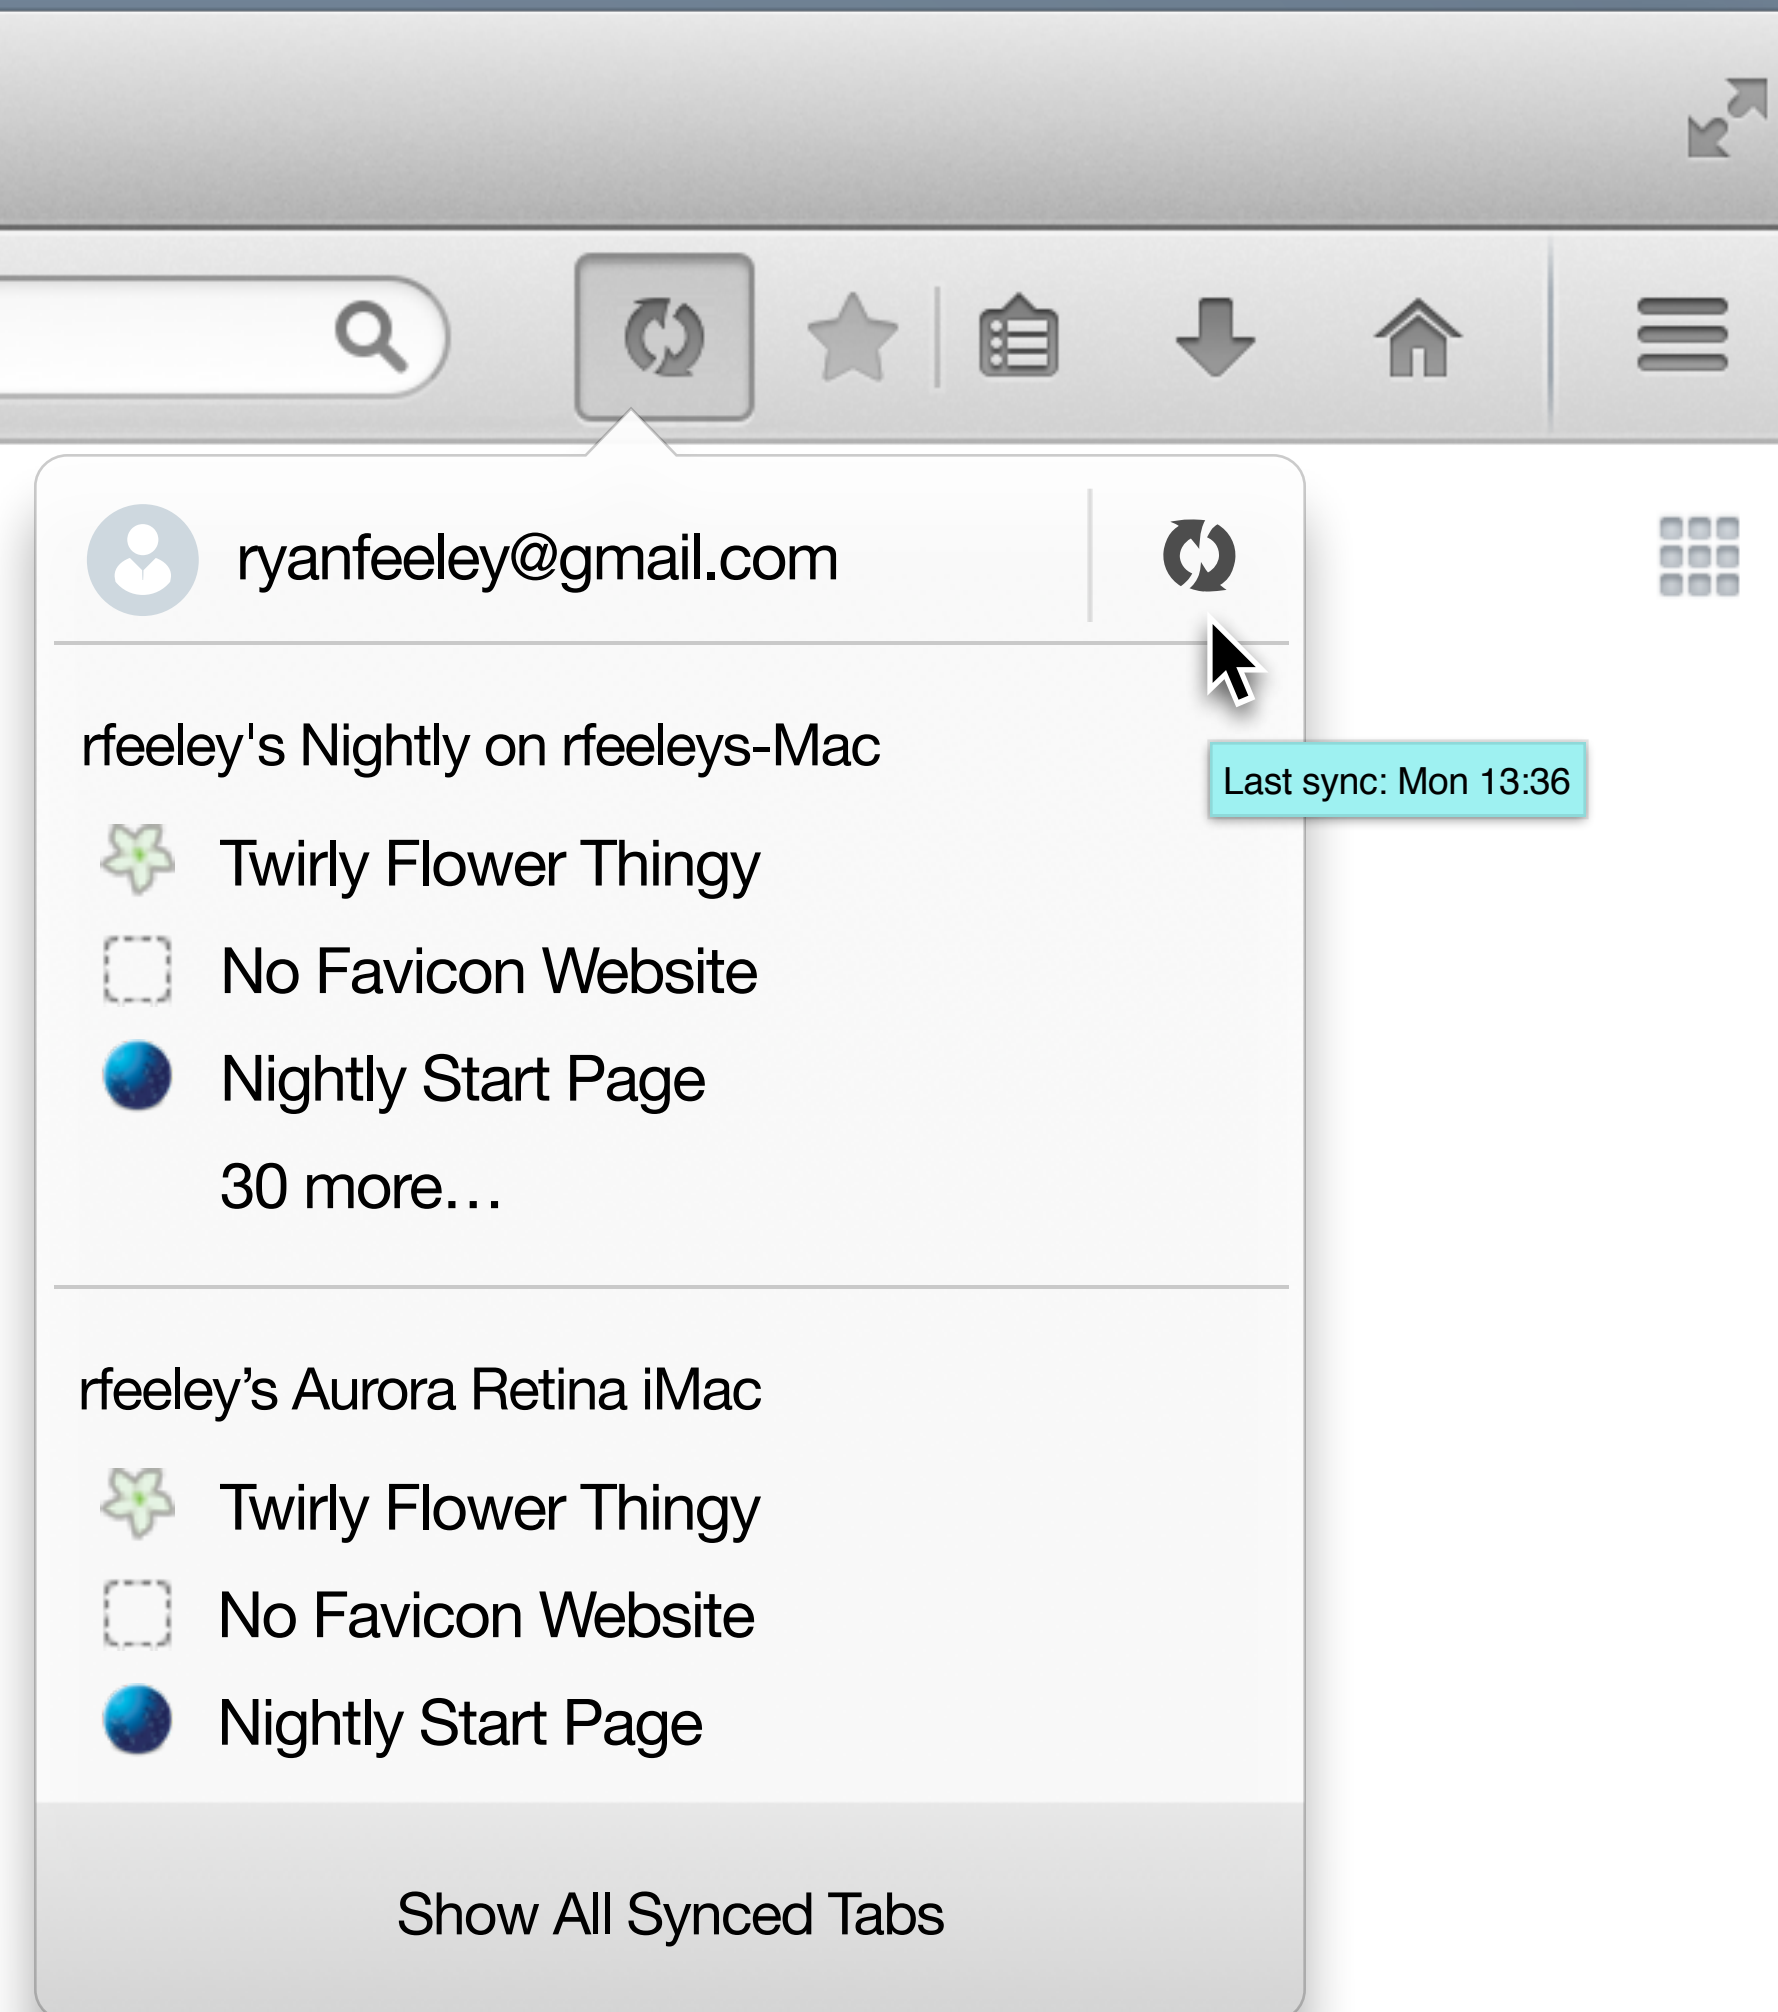 ryanfeeley@gmail.com
rfeeley's Nightly on rfeeleys-Mac
Last sync: Mon 13:36
Twirly Flower Thingy
No Favicon Website
Nightly Start Page
30 more…
rfeeley’s Aurora Retina iMac
Twirly Flower Thingy
No Favicon Website
Nightly Start Page
Show All Synced Tabs